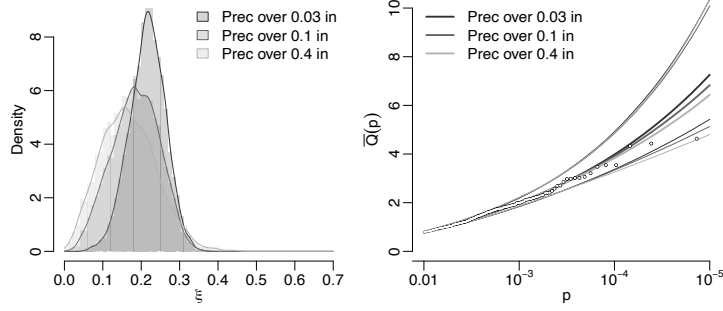 Prec over 0.03 in
Prec over 0.1 in
Prec over 0.4 in
Density
8
6
4
2
0
0.0 0.1 0.2 0.3 0.4 0.5 0.6 0.7
ξ
Prec over 0.03 in
Prec over 0.1 in
Prec over 0.4 in
Q̅(p)
10
8
6
4
2
0
0.01 10⁻³ 10⁻⁴ 10⁻⁵
p